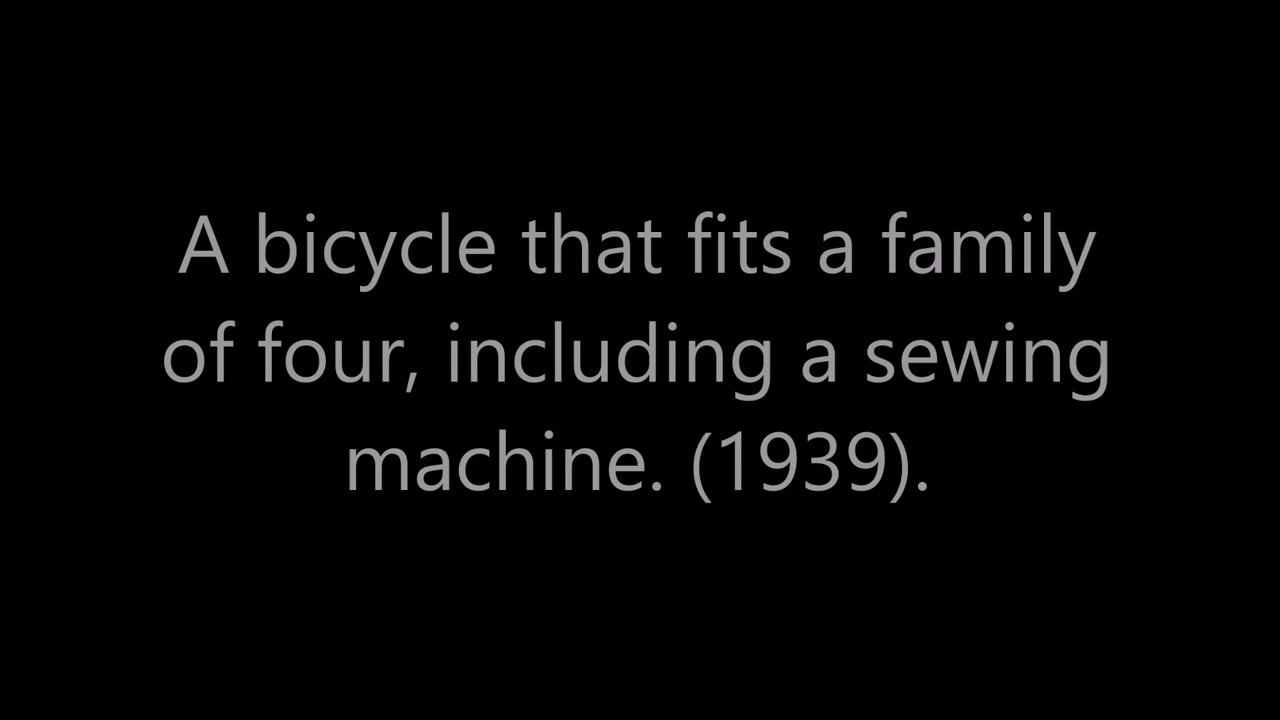 A bicycle that fits a family
of four, including a sewing
machine. (1939).